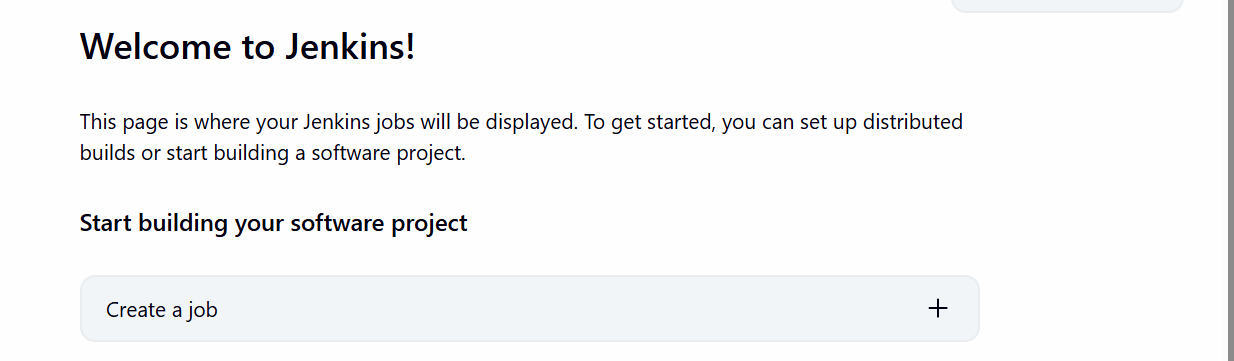 Welcome to Jenkins!
This page is where your Jenkins jobs will be displayed. To get started, you can set up distributed
builds or start building a software project.
Start building your software project
Create a job